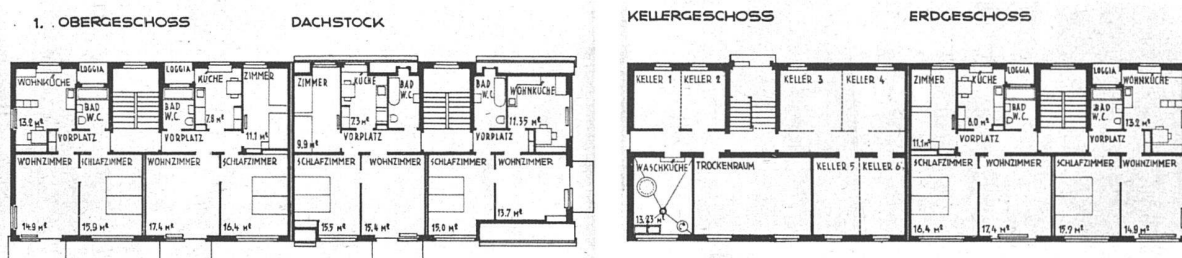 1. . OBERGESCHOSS
DACHSTOCK
KELLERGESCHOSS
ERDGESCHOSS
WOHNKÜCHE
LOGGIA
LOGGIA
KÜCHE
ZIMMER
BAD
W.C.
BAD
W.C.
13.2 M²
7.6 M²
11.1 M²
VORPLATZ
VORPLATZ
WOHNZIMMER
SCHLAFZIMMER
WOHNZIMMER
SCHLAFZIMMER
14.9 M²
15.9 M²
17.4 M²
16.4 M²
ZIMMER
KÜCHE
BAD
W.C.
BAD
W.C.
WOHNKÜCHE
9.9 M²
7.3 M²
11.35 M²
VORPLATZ
VORPLATZ
SCHLAFZIMMER
WOHNZIMMER
SCHLAFZIMMER
WOHNZIMMER
15.5 M²
15.4 M²
15.0 M²
13.7 M²
KELLER 1
KELLER 2
KELLER 3
KELLER 4
WASCHKÜCHE
TROCKENRAUM
KELLER 5
KELLER 6
13.23 M²
ZIMMER
KÜCHE
LOGGIA
LOGGIA
WOHNKÜCHE
BAD
W.C.
BAD
W.C.
11.1 M²
8.0 M²
13.2 M²
VORPLATZ
VORPLATZ
SCHLAFZIMMER
WOHNZIMMER
SCHLAFZIMMER
WOHNZIMMER
16.4 M²
17.4 M²
15.9 M²
14.9 M²